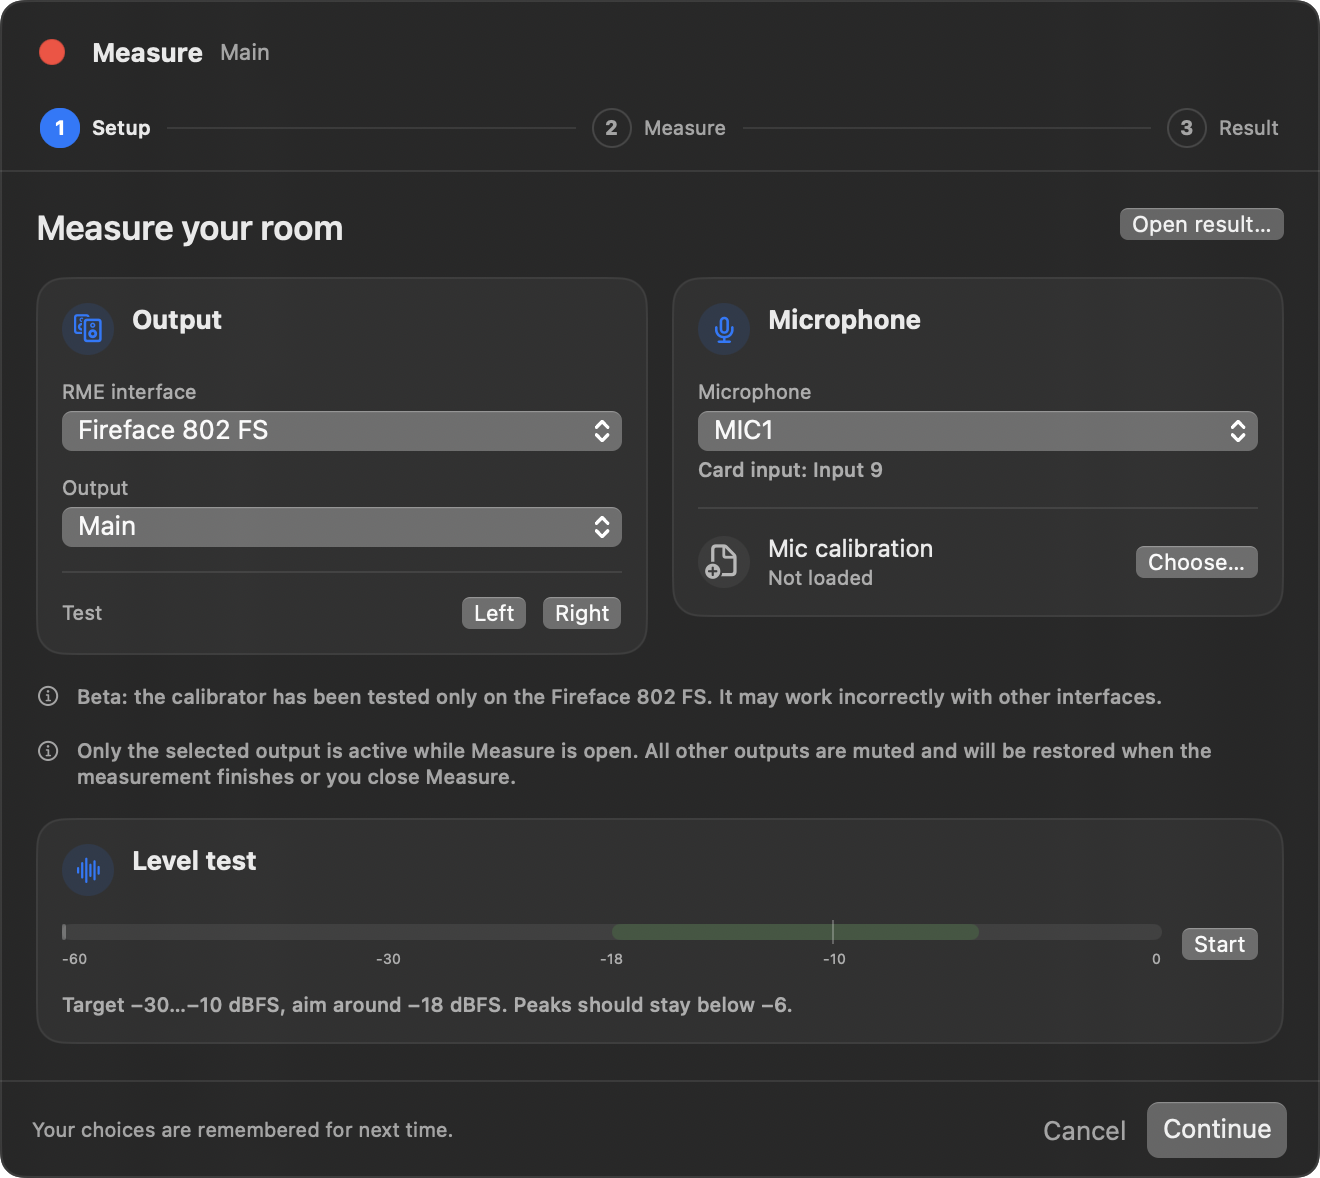 Measure Main
1 Setup
2 Measure
3 Result
Measure your room
Open result...
Output
RME interface
Fireface 802 FS
Output
Main
Test
Left
Right
Microphone
Microphone
MIC1
Card input: Input 9
Mic calibration
Not loaded
Choose...
Beta: the calibrator has been tested only on the Fireface 802 FS. It may work incorrectly with other interfaces.
Only the selected output is active while Measure is open. All other outputs are muted and will be restored when the
measurement finishes or you close Measure.
Level test
-60 -30 -18 -10 0
Start
Target −30...−10 dBFS, aim around −18 dBFS. Peaks should stay below −6.
Your choices are remembered for next time.
Cancel
Continue